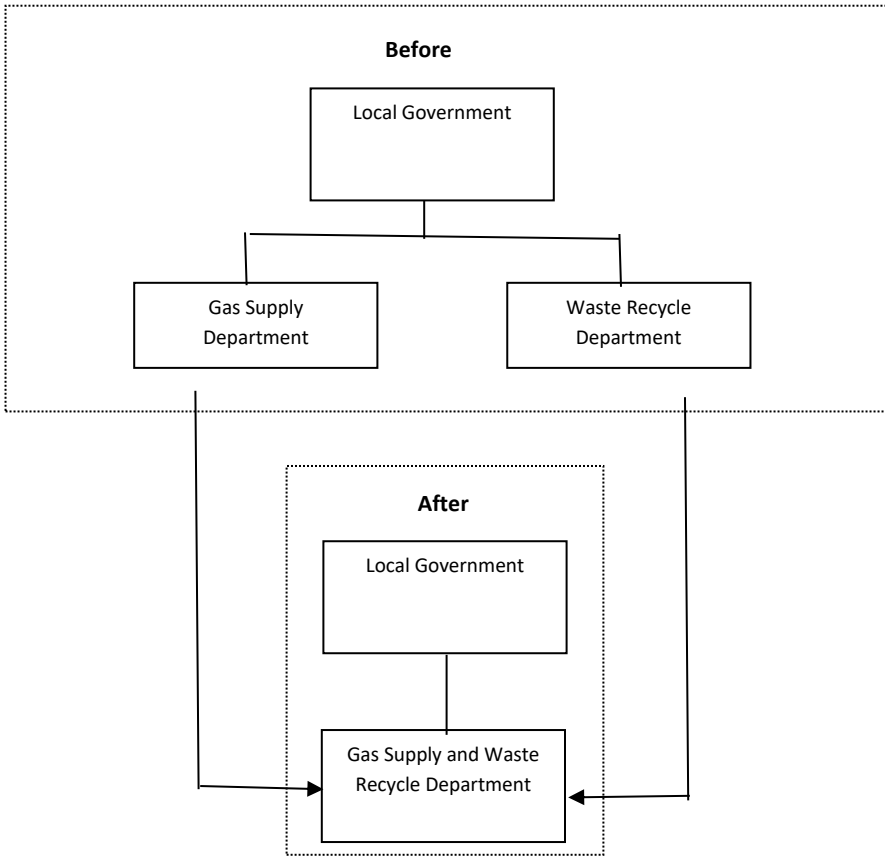 Before
Local Government
Gas Supply
Department
Waste Recycle
Department
After
Local Government
Gas Supply and Waste
Recycle Department